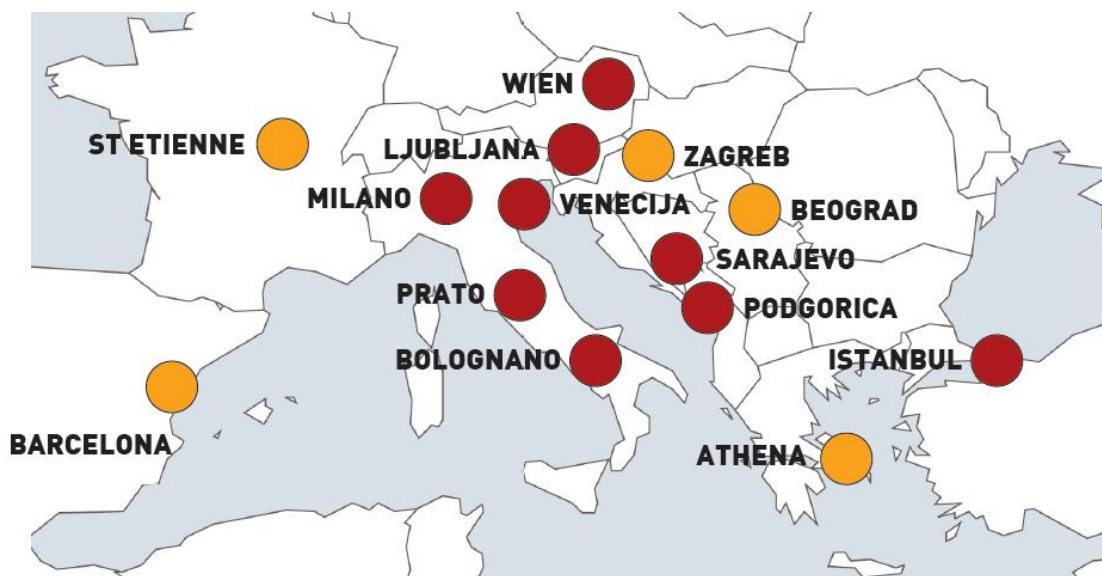 WIEN
ST ETIENNE
LJUBLJANA
ZAGREB
MILANO
VENECIJA
BEOGRAD
SARAJEVO
PRATO
PODGORICA
BOLOGNANO
ISTANBUL
BARCELONA
ATHENA